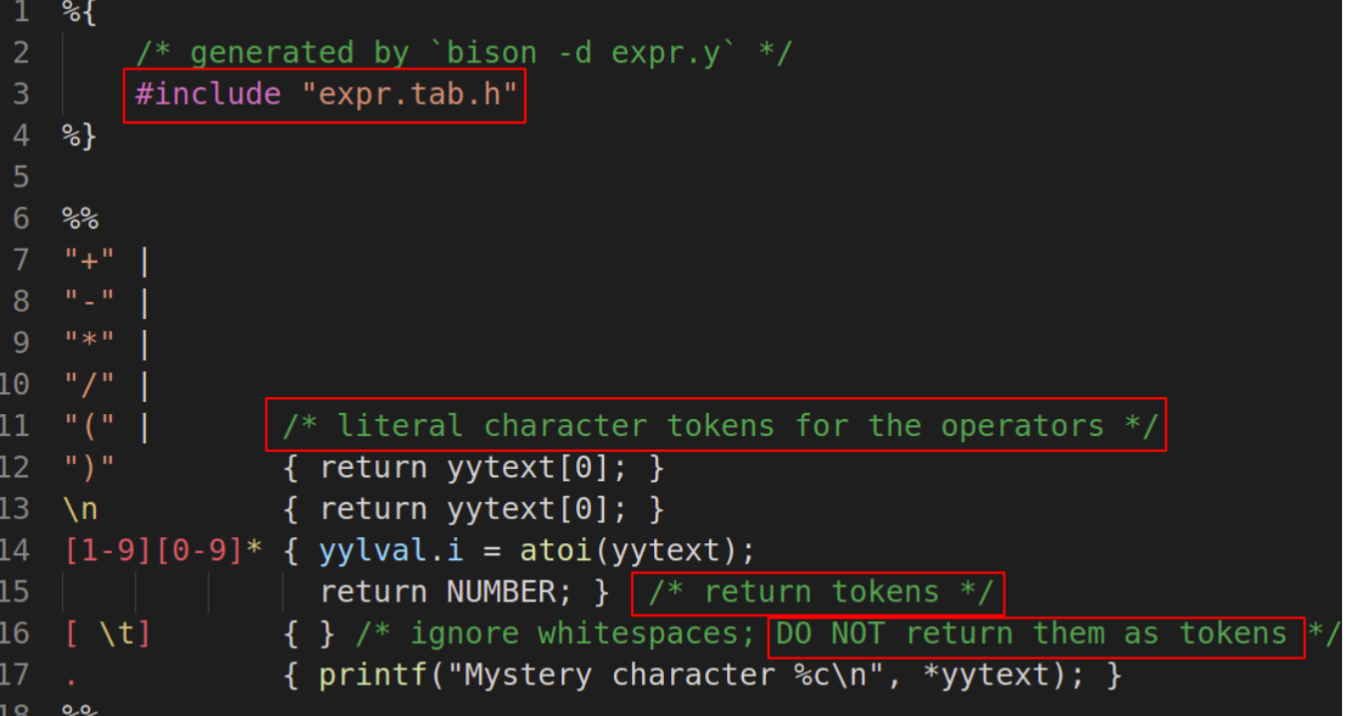 1 %{
2 /* generated by `bison -d expr.y` */
3 #include "expr.tab.h"
4 %}
5
6 %%
7 "+" |
8 "-" |
9 "*" |
10 "/" |
11 "(" | /* literal character tokens for the operators */
12 ")" { return yytext[0]; }
13 \n { return yytext[0]; }
14 [1-9][0-9]* { yylval.i = atoi(yytext);
15 return NUMBER; } /* return tokens */
16 [ \t] { } /* ignore whitespaces; DO NOT return them as tokens */
17 . { printf("Mystery character %c\n", *yytext); }
18 %%